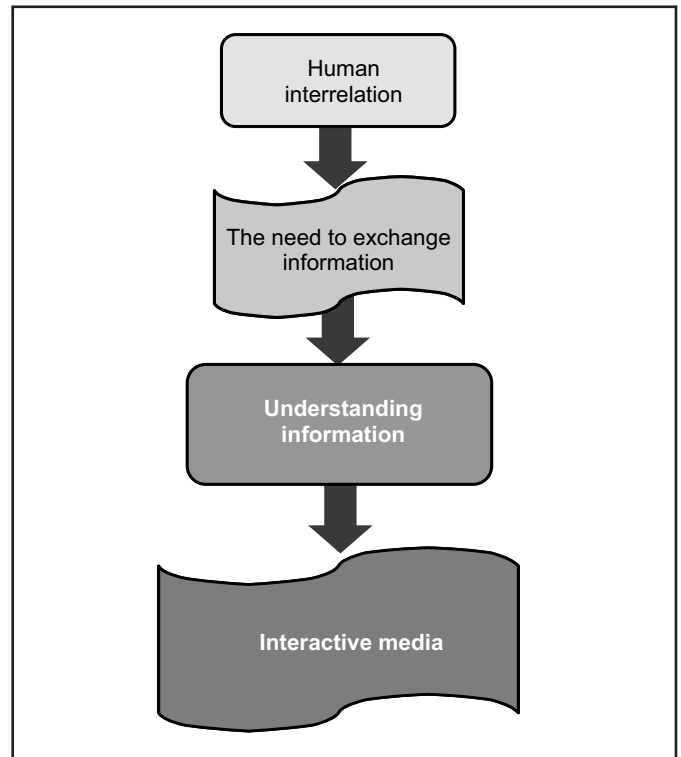 Human
interrelation
The need to exchange
information
Understanding
information
Interactive media